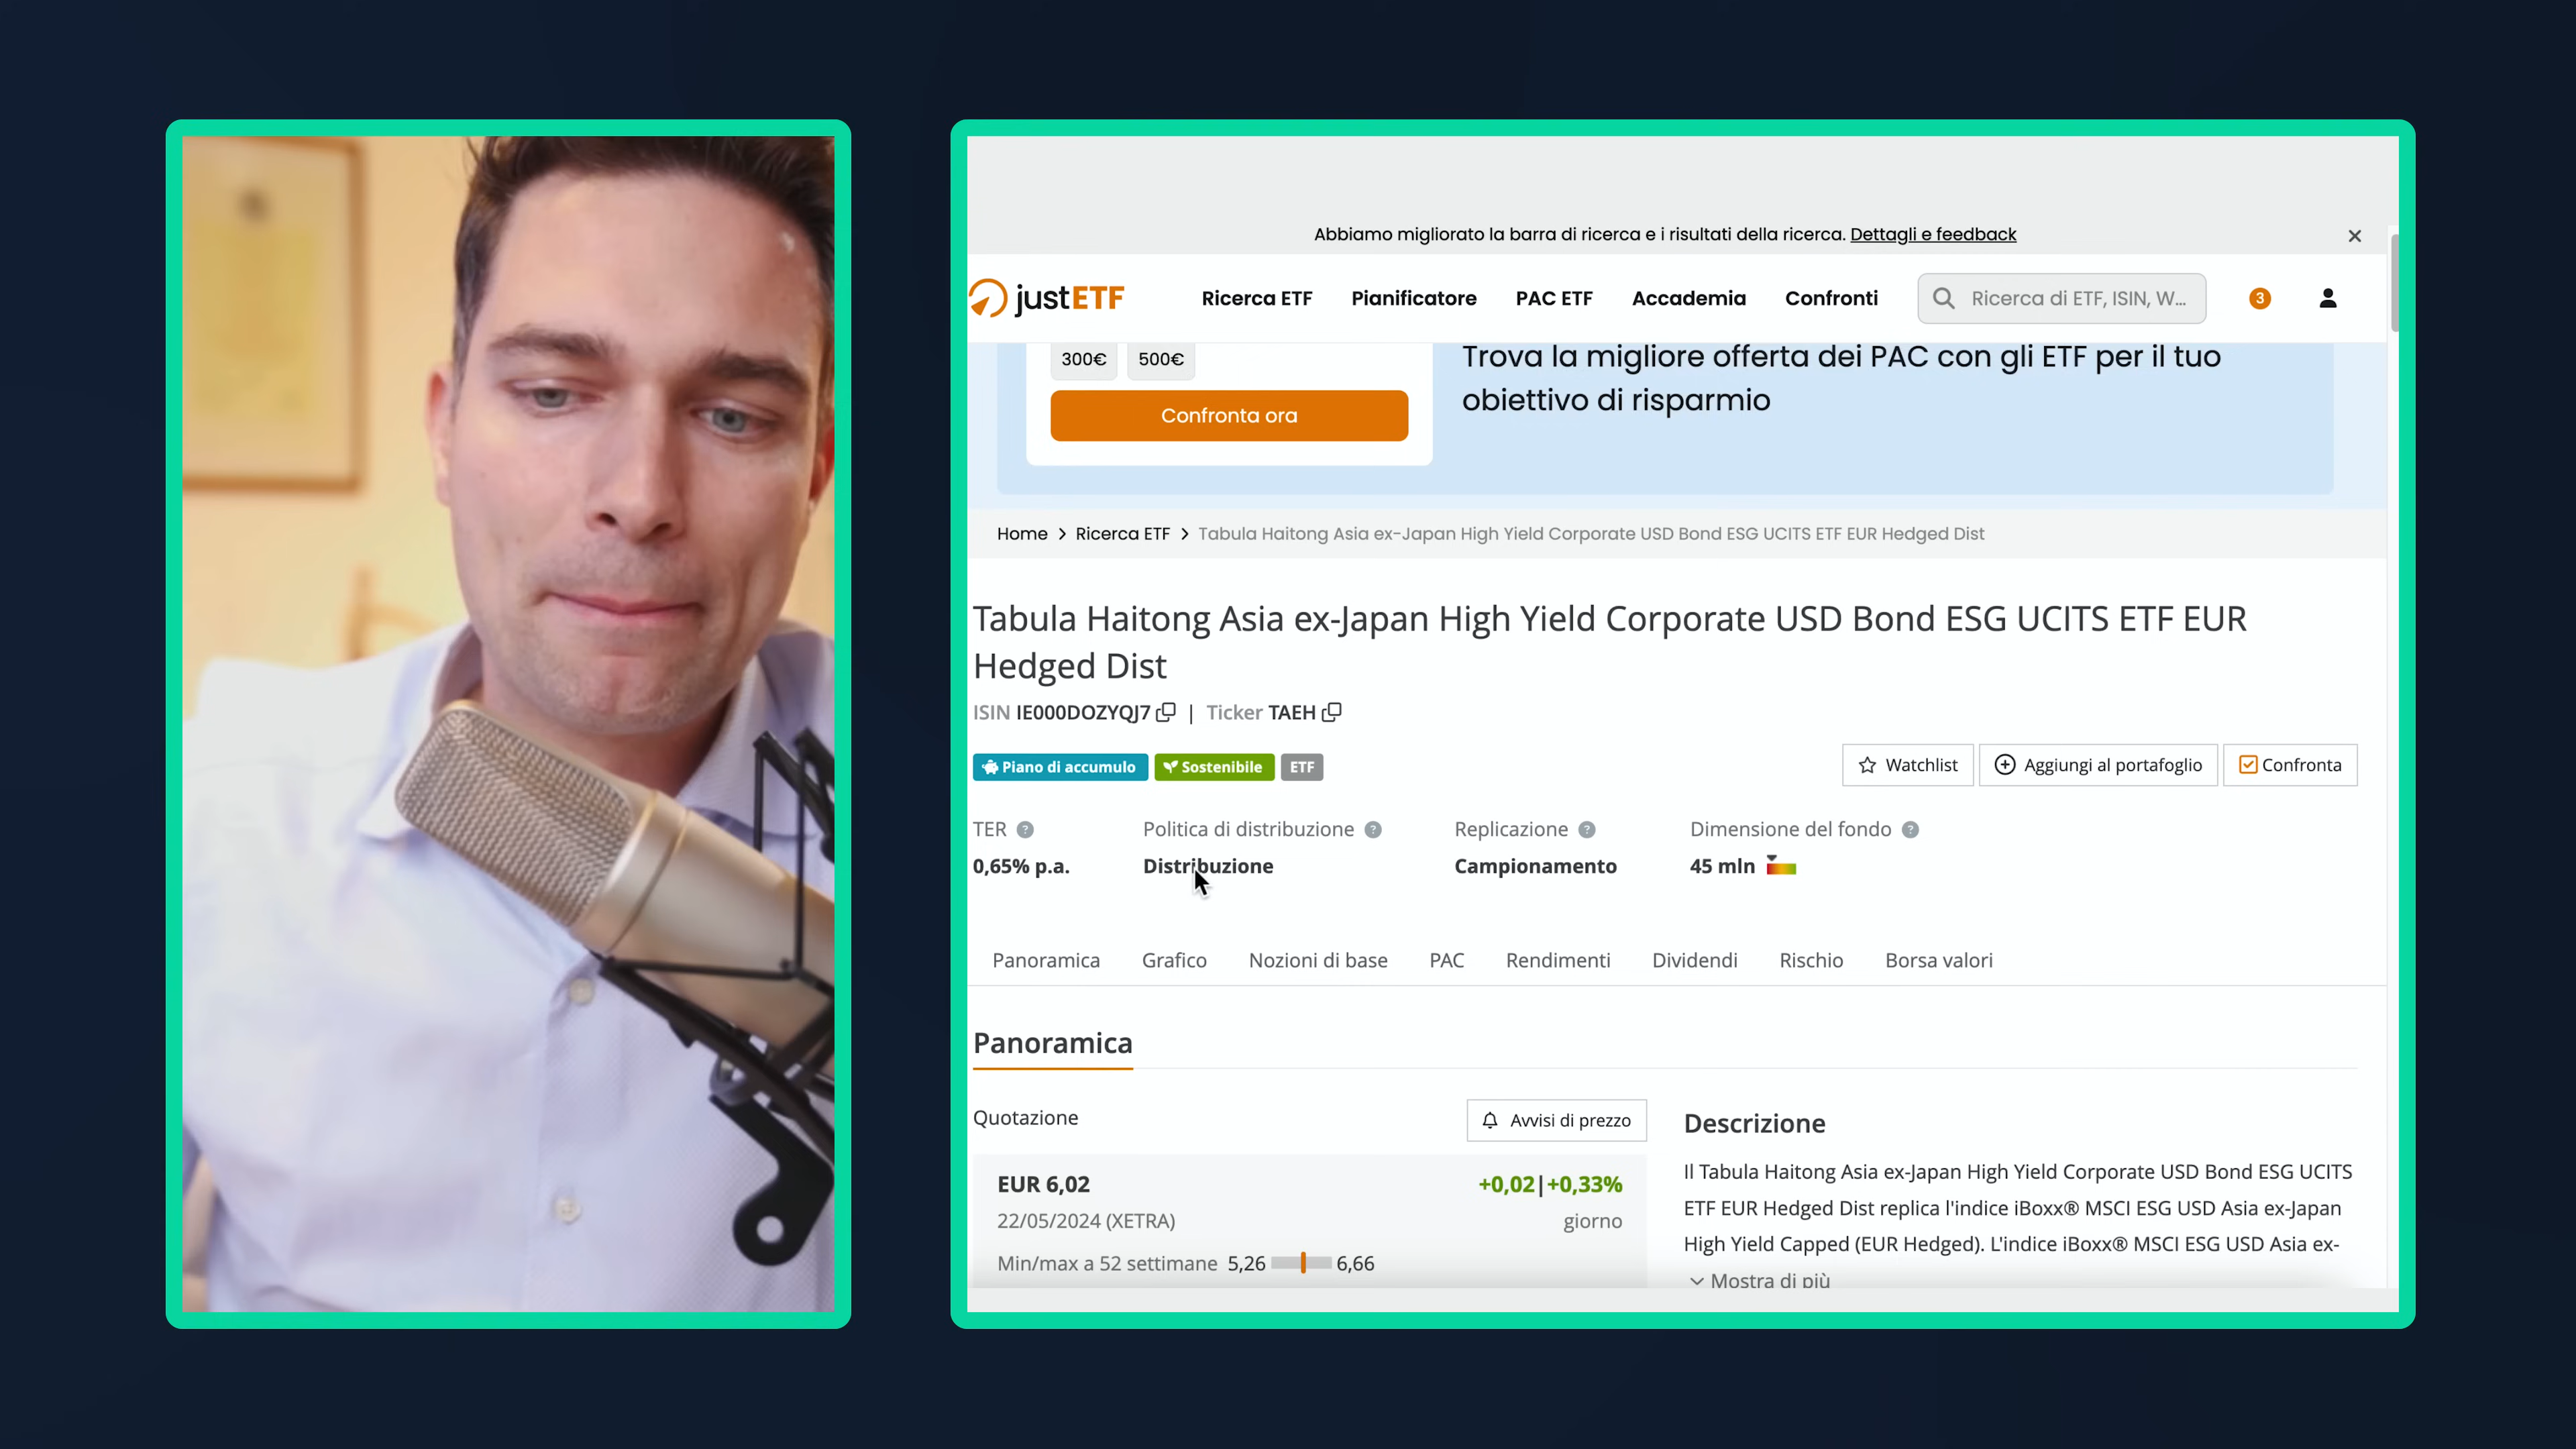 Abbiamo migliorato la barra di ricerca e i risultati della ricerca. Dettagli e feedback
justETF
Ricerca ETF Pianificatore PAC ETF Accademia Confronti Ricerca di ETF, ISIN, W... 3
300€ 500€
Confronta ora
Trova la migliore offerta dei PAC con gli ETF per il tuo
obiettivo di risparmio
Home > Ricerca ETF > Tabula Haitong Asia ex-Japan High Yield Corporate USD Bond ESG UCITS ETF EUR Hedged Dist
Tabula Haitong Asia ex-Japan High Yield Corporate USD Bond ESG UCITS ETF EUR
Hedged Dist
ISIN IE000DOZYQJ7 | Ticker TAEH
Piano di accumulo Sostenibile ETF
Watchlist Aggiungi al portafoglio Confronta
TER ? Politica di distribuzione ? Replicazione ? Dimensione del fondo ?
0,65% p.a. Distribuzione Campionamento 45 mln
Panoramica Grafico Nozioni di base PAC Rendimenti Dividendi Rischio Borsa valori
Panoramica
Quotazione
Avvisi di prezzo
EUR 6,02 +0,02|+0,33%
22/05/2024 (XETRA) giorno
Min/max a 52 settimane 5,26 6,66
Descrizione
Il Tabula Haitong Asia ex-Japan High Yield Corporate USD Bond ESG UCITS
ETF EUR Hedged Dist replica l'indice iBoxx® MSCI ESG USD Asia ex-Japan
High Yield Capped (EUR Hedged). L'indice iBoxx® MSCI ESG USD Asia ex-
Mostra di più